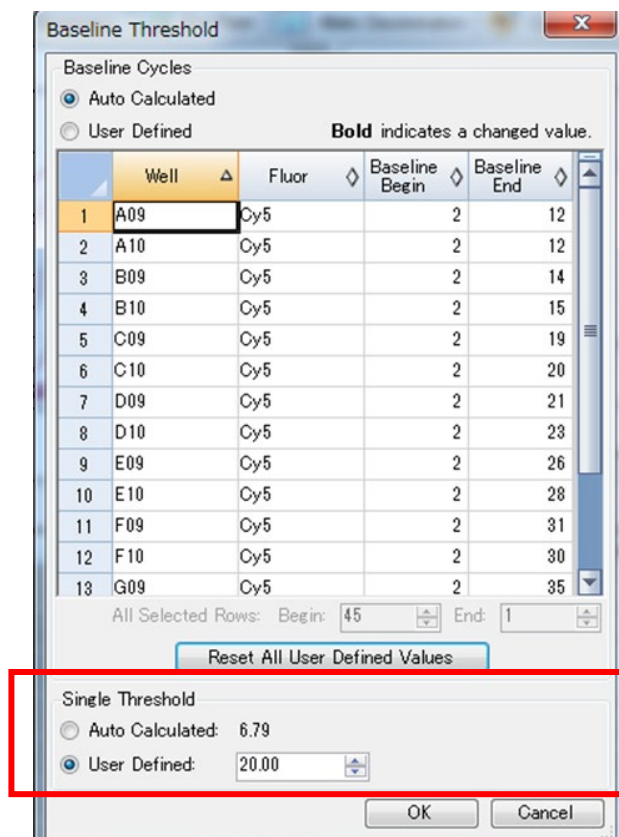 Baseline Threshold
Baseline Cycles
Auto Calculated
User Defined
Bold indicates a changed value.
Well Fluor Baseline Begin Baseline End
1 A09 Cy5 2 12
2 A10 Cy5 2 12
3 B09 Cy5 2 14
4 B10 Cy5 2 15
5 C09 Cy5 2 19
6 C10 Cy5 2 20
7 D09 Cy5 2 21
8 D10 Cy5 2 23
9 E09 Cy5 2 26
10 E10 Cy5 2 28
11 F09 Cy5 2 31
12 F10 Cy5 2 30
13 G09 Cy5 2 35
All Selected Rows: Begin: 45 End: 1
Reset All User Defined Values
Single Threshold
Auto Calculated: 6.79
User Defined: 20.00
OK Cancel